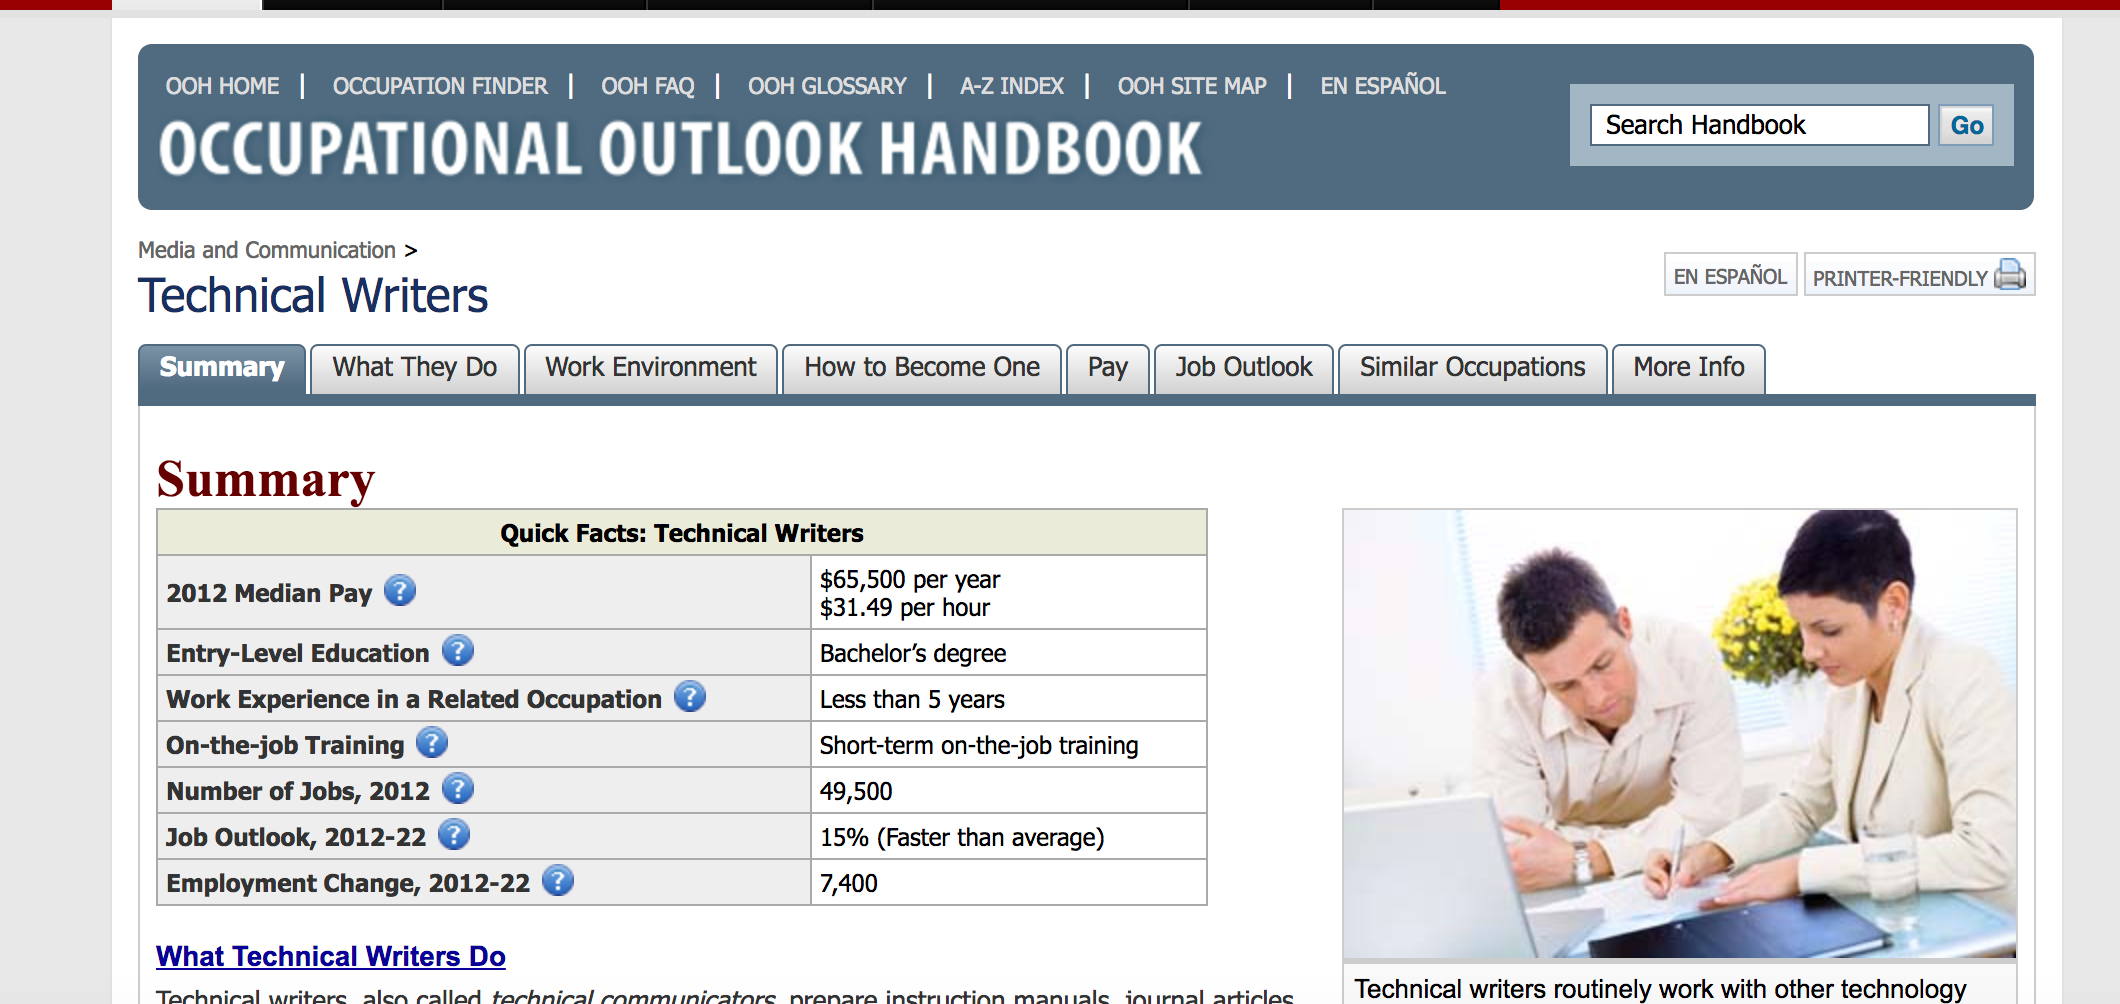 OOH HOME | OCCUPATION FINDER | OOH FAQ | OOH GLOSSARY | A-Z INDEX | OOH SITE MAP | EN ESPAÑOL
OCCUPATIONAL OUTLOOK HANDBOOK
Search Handbook Go
Media and Communication >
Technical Writers
EN ESPAÑOL PRINTER-FRIENDLY
Summary What They Do Work Environment How to Become One Pay Job Outlook Similar Occupations More Info
Summary
Quick Facts: Technical Writers
2012 Median Pay ? $65,500 per year
$31.49 per hour
Entry-Level Education ? Bachelor’s degree
Work Experience in a Related Occupation ? Less than 5 years
On-the-job Training ? Short-term on-the-job training
Number of Jobs, 2012 ? 49,500
Job Outlook, 2012-22 ? 15% (Faster than average)
Employment Change, 2012-22 ? 7,400
What Technical Writers Do
Technical writers, also called technical communicators, prepare instruction manuals, journal articles,
Technical writers routinely work with other technology